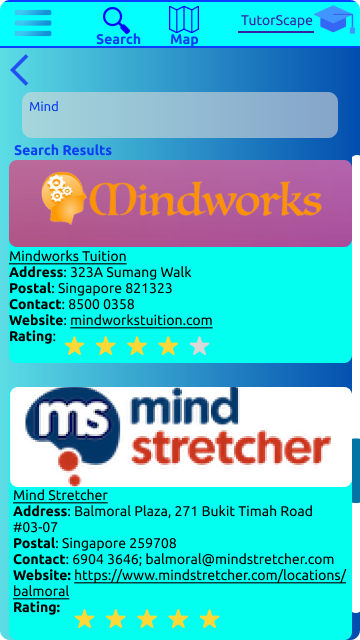 TutorScape
Search
Map
Mind
Search Results
Mindworks
Mindworks Tuition
Address: 323A Sumang Walk
Postal: Singapore 821323
Contact: 8500 0358
Website: mindworkstuition.com
Rating:
ms
mind
stretcher
Mind Stretcher
Address: Balmoral Plaza, 271 Bukit Timah Road
#03-07
Postal: Singapore 259708
Contact: 6904 3646; balmoral@mindstretcher.com
Website: https://www.mindstretcher.com/locations/
balmoral
Rating: